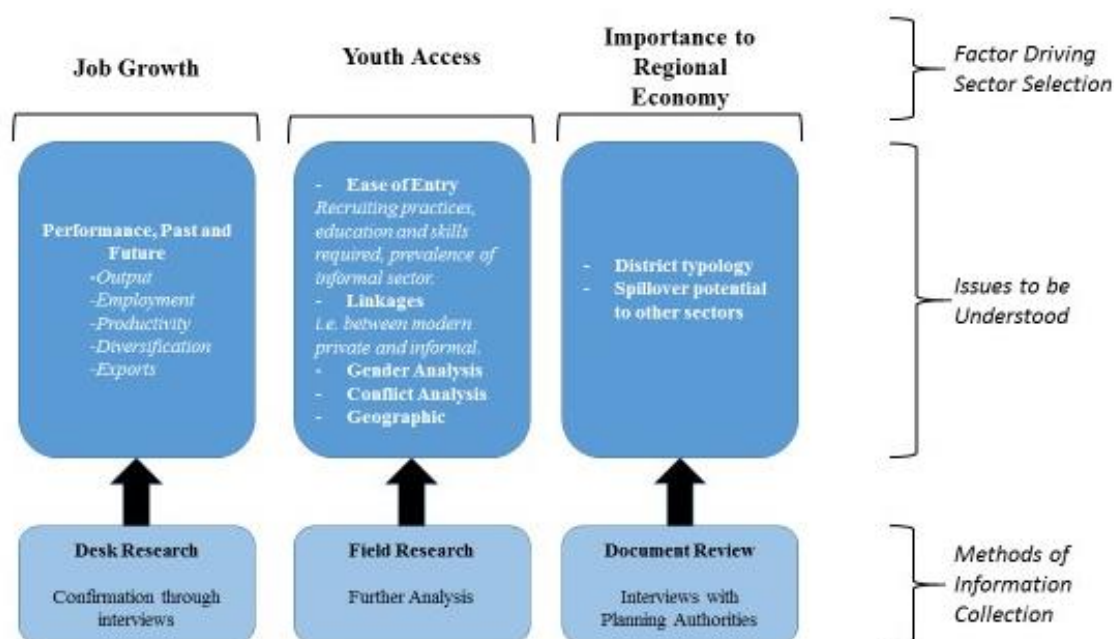 Job Growth
Youth Access
Importance to
Regional
Economy
Factor Driving
Sector Selection
Performance, Past and
Future
-Output
-Employment
-Productivity
-Diversification
-Exports
- Ease of Entry
Recruiting practices,
education and skills
required, prevalence of
informal sector.
- Linkages
i.e. between modern
private and informal.
- Gender Analysis
- Conflict Analysis
- Geographic
- District typology
- Spillover potential
to other sectors
Issues to be
Understood
Desk Research
Confirmation through
interviews
Field Research
Further Analysis
Document Review
Interviews with
Planning Authorities
Methods of
Information
Collection